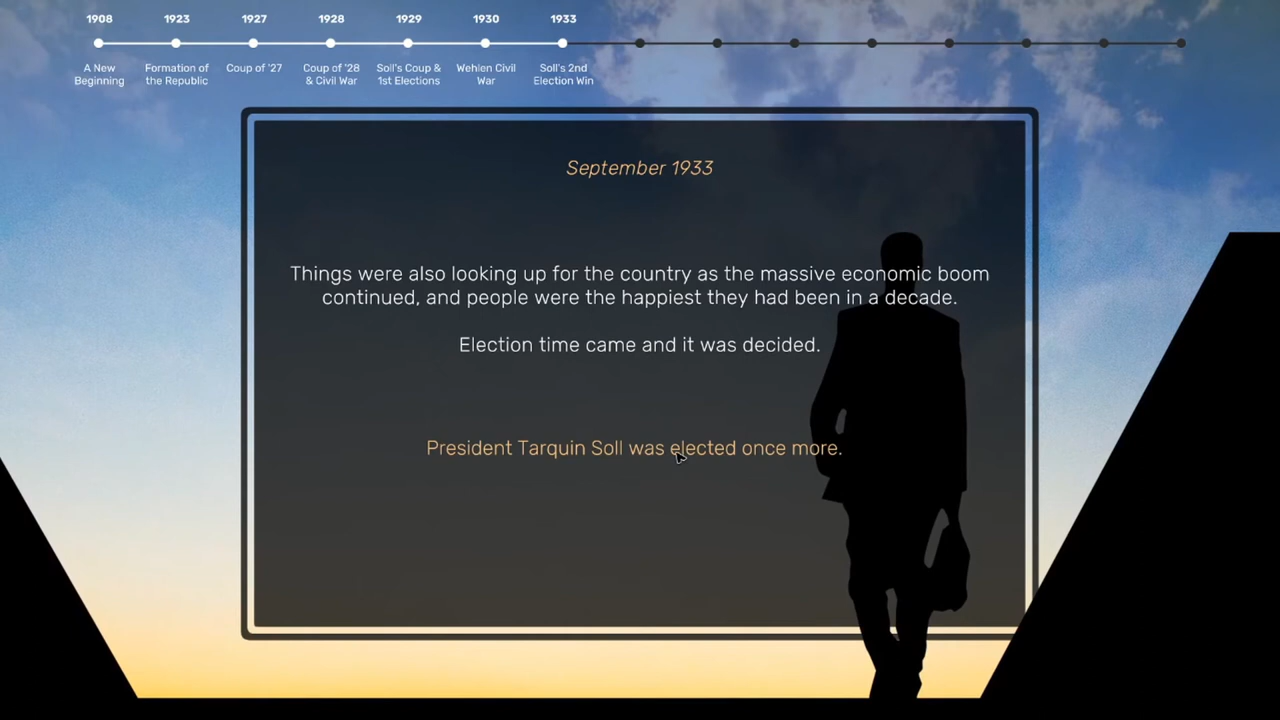 1908 1923 1927 1928 1929 1930 1933
A New Formation of Coup of '27 Coup of '28 Soll's Coup & Wehlen Civil Soll's 2nd
Beginning the Republic & Civil War 1st Elections War Election Win
September 1933
Things were also looking up for the country as the massive economic boom
continued, and people were the happiest they had been in a decade.
Election time came and it was decided.
President Tarquin Soll was elected once more.